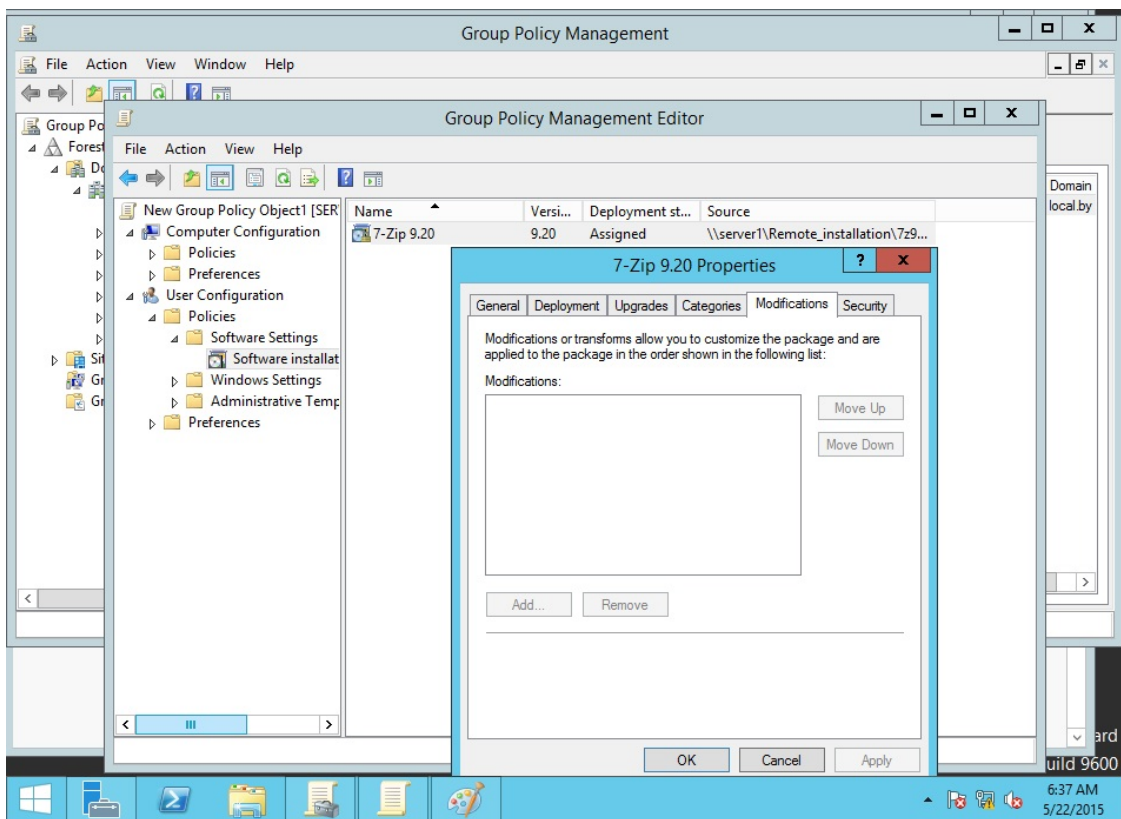 Group Policy Management
File Action View Window Help
Group Po
Forest
Do
Sit
Gr
Gr
Domain
local.by
Group Policy Management Editor
File Action View Help
New Group Policy Object1 [SER
Computer Configuration
Policies
Preferences
User Configuration
Policies
Software Settings
Software installat
Windows Settings
Administrative Temp
Preferences
Name Versi... Deployment st... Source
7-Zip 9.20 9.20 Assigned \\server1\Remote_installation\7z9...
7-Zip 9.20 Properties
General Deployment Upgrades Categories Modifications Security
Modifications or transforms allow you to customize the package and are
applied to the package in the order shown in the following list:
Modifications:
Move Up
Move Down
Add... Remove
OK Cancel Apply
ard
uild 9600
6:37 AM
5/22/2015